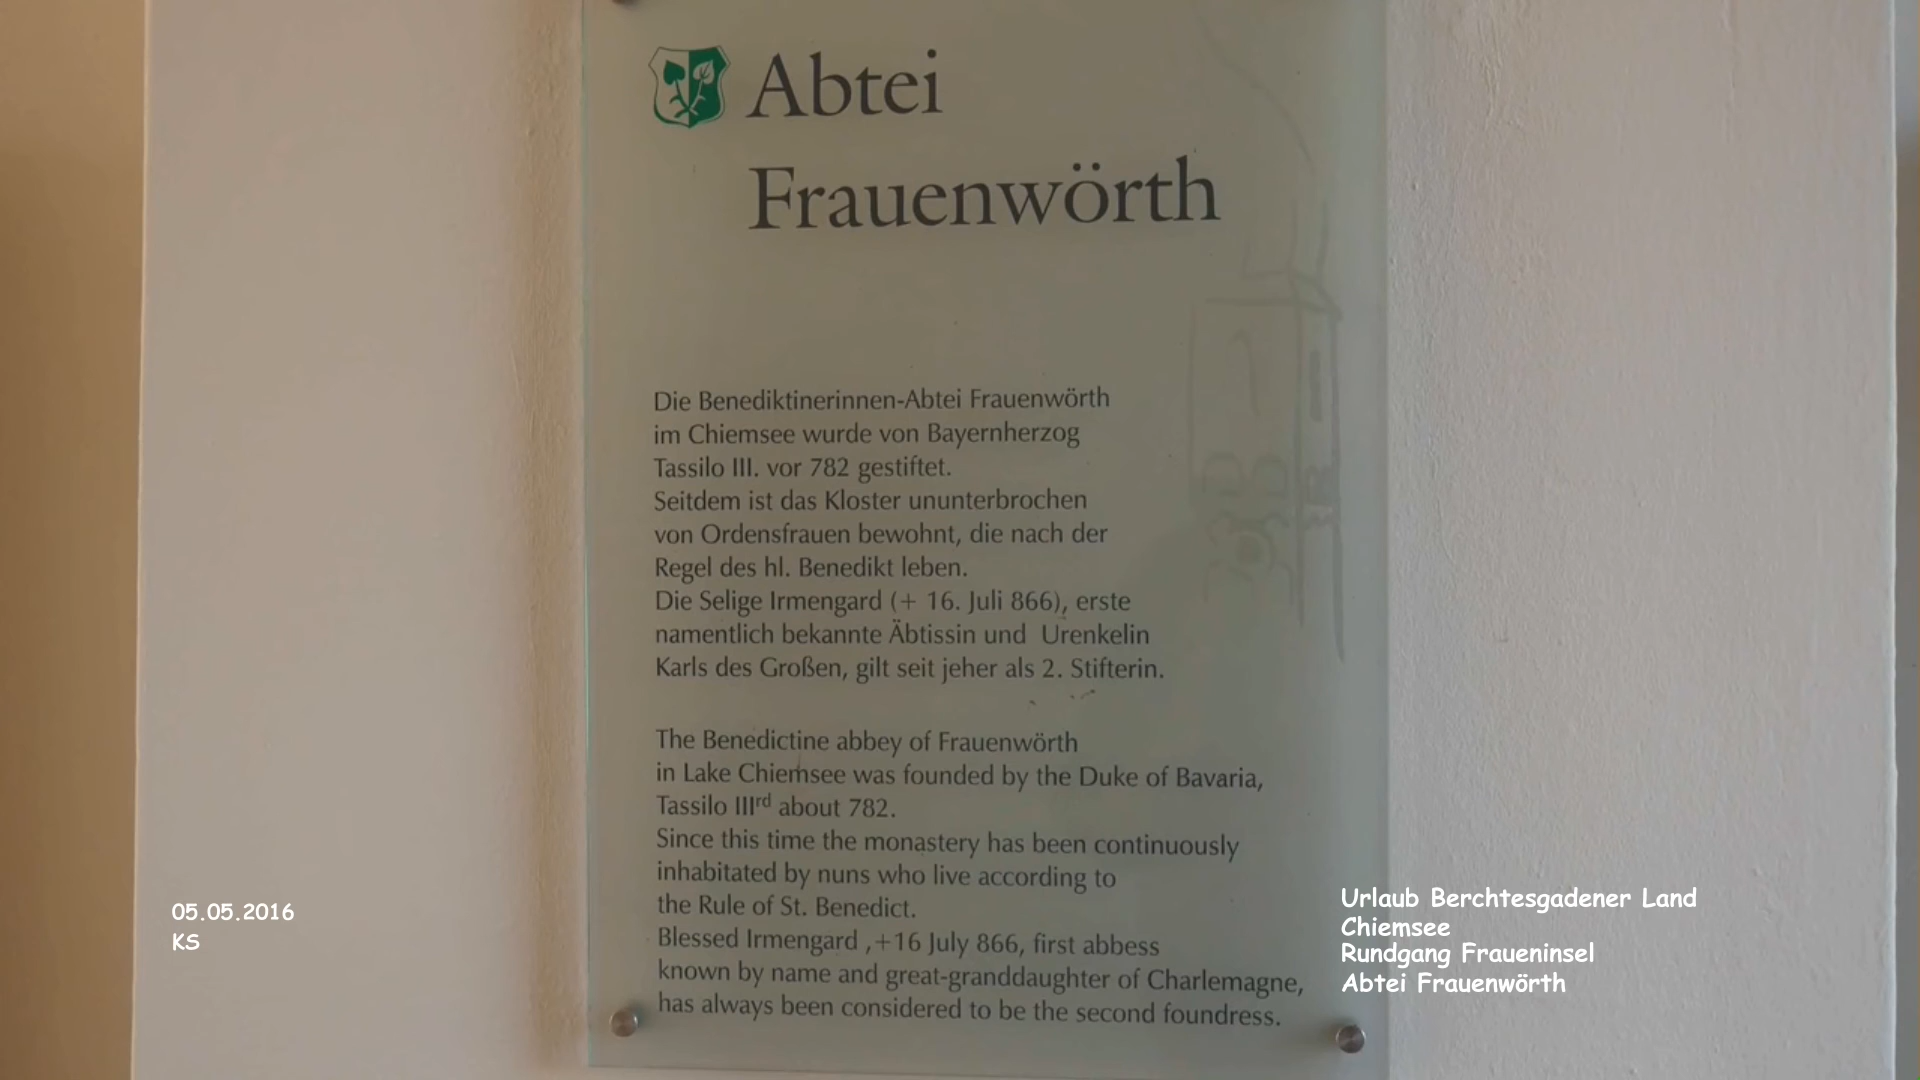 Abtei
Frauenwörth
Die Benediktinerinnen-Abtei Frauenwörth
im Chiemsee wurde von Bayernherzog
Tassilo III. vor 782 gestiftet.
Seitdem ist das Kloster ununterbrochen
von Ordensfrauen bewohnt, die nach der
Regel des hl. Benedikt leben.
Die Selige Irmengard (+ 16. Juli 866), erste
namentlich bekannte Äbtissin und Urenkelin
Karls des Großen, gilt seit jeher als 2. Stifterin.
The Benedictine abbey of Frauenwörth
in Lake Chiemsee was founded by the Duke of Bavaria,
Tassilo IIIrd about 782.
Since this time the monastery has been continuously
inhabitated by nuns who live according to
the Rule of St. Benedict.
Blessed Irmengard ,+16 July 866, first abbess
known by name and great-granddaughter of Charlemagne,
has always been considered to be the second foundress.
05.05.2016
KS
Urlaub Berchtesgadener Land
Chiemsee
Rundgang Fraueninsel
Abtei Frauenwörth